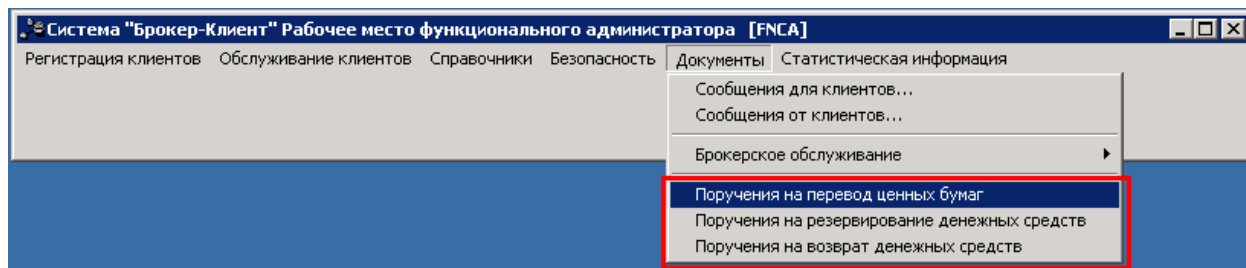 Система "Брокер-Клиент" Рабочее место функционального администратора [FNCA]
Регистрация клиентов Обслуживание клиентов Справочники Безопасность Документы Статистическая информация
Сообщения для клиентов...
Сообщения от клиентов...
Брокерское обслуживание
Поручения на перевод ценных бумаг
Поручения на резервирование денежных средств
Поручения на возврат денежных средств